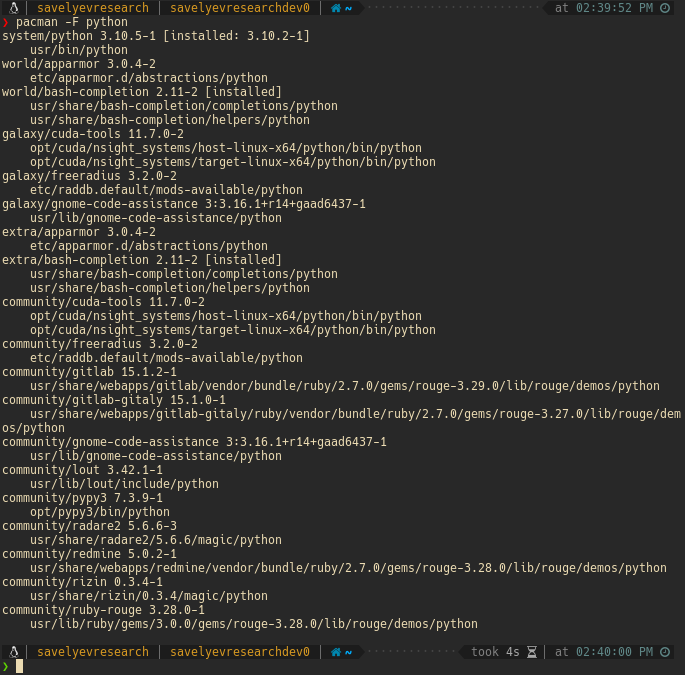 savelyevresearch | savelyevresearchdev0 | ~ at 02:39:52 PM
❯ pacman -F python
system/python 3.10.5-1 [installed: 3.10.2-1]
    usr/bin/python
world/apparmor 3.0.4-2
    etc/apparmor.d/abstractions/python
world/bash-completion 2.11-2 [installed]
    usr/share/bash-completion/completions/python
    usr/share/bash-completion/helpers/python
galaxy/cuda-tools 11.7.0-2
    opt/cuda/nsight_systems/host-linux-x64/python/bin/python
    opt/cuda/nsight_systems/target-linux-x64/python/bin/python
galaxy/freeradius 3.2.0-2
    etc/raddb.default/mods-available/python
galaxy/gnome-code-assistance 3:3.16.1+r14+gaad6437-1
    usr/lib/gnome-code-assistance/python
extra/apparmor 3.0.4-2
    etc/apparmor.d/abstractions/python
extra/bash-completion 2.11-2 [installed]
    usr/share/bash-completion/completions/python
    usr/share/bash-completion/helpers/python
community/cuda-tools 11.7.0-2
    opt/cuda/nsight_systems/host-linux-x64/python/bin/python
    opt/cuda/nsight_systems/target-linux-x64/python/bin/python
community/freeradius 3.2.0-2
    etc/raddb.default/mods-available/python
community/gitlab 15.1.2-1
    usr/share/webapps/gitlab/vendor/bundle/ruby/2.7.0/gems/rouge-3.29.0/lib/rouge/demos/python
community/gitlab-gitaly 15.1.0-1
    usr/share/webapps/gitlab-gitaly/ruby/vendor/bundle/ruby/2.7.0/gems/rouge-3.27.0/lib/rouge/dem
os/python
community/gnome-code-assistance 3:3.16.1+r14+gaad6437-1
    usr/lib/gnome-code-assistance/python
community/lout 3.42.1-1
    usr/lib/lout/include/python
community/pypy3 7.3.9-1
    opt/pypy3/bin/python
community/radare2 5.6.6-3
    usr/share/radare2/5.6.6/magic/python
community/redmine 5.0.2-1
    usr/share/webapps/redmine/vendor/bundle/ruby/2.7.0/gems/rouge-3.28.0/lib/rouge/demos/python
community/rizin 0.3.4-1
    usr/share/rizin/0.3.4/magic/python
community/ruby-rouge 3.28.0-1
    usr/lib/ruby/gems/3.0.0/gems/rouge-3.28.0/lib/rouge/demos/python
savelyevresearch | savelyevresearchdev0 | ~ took 4s | at 02:40:00 PM
❯